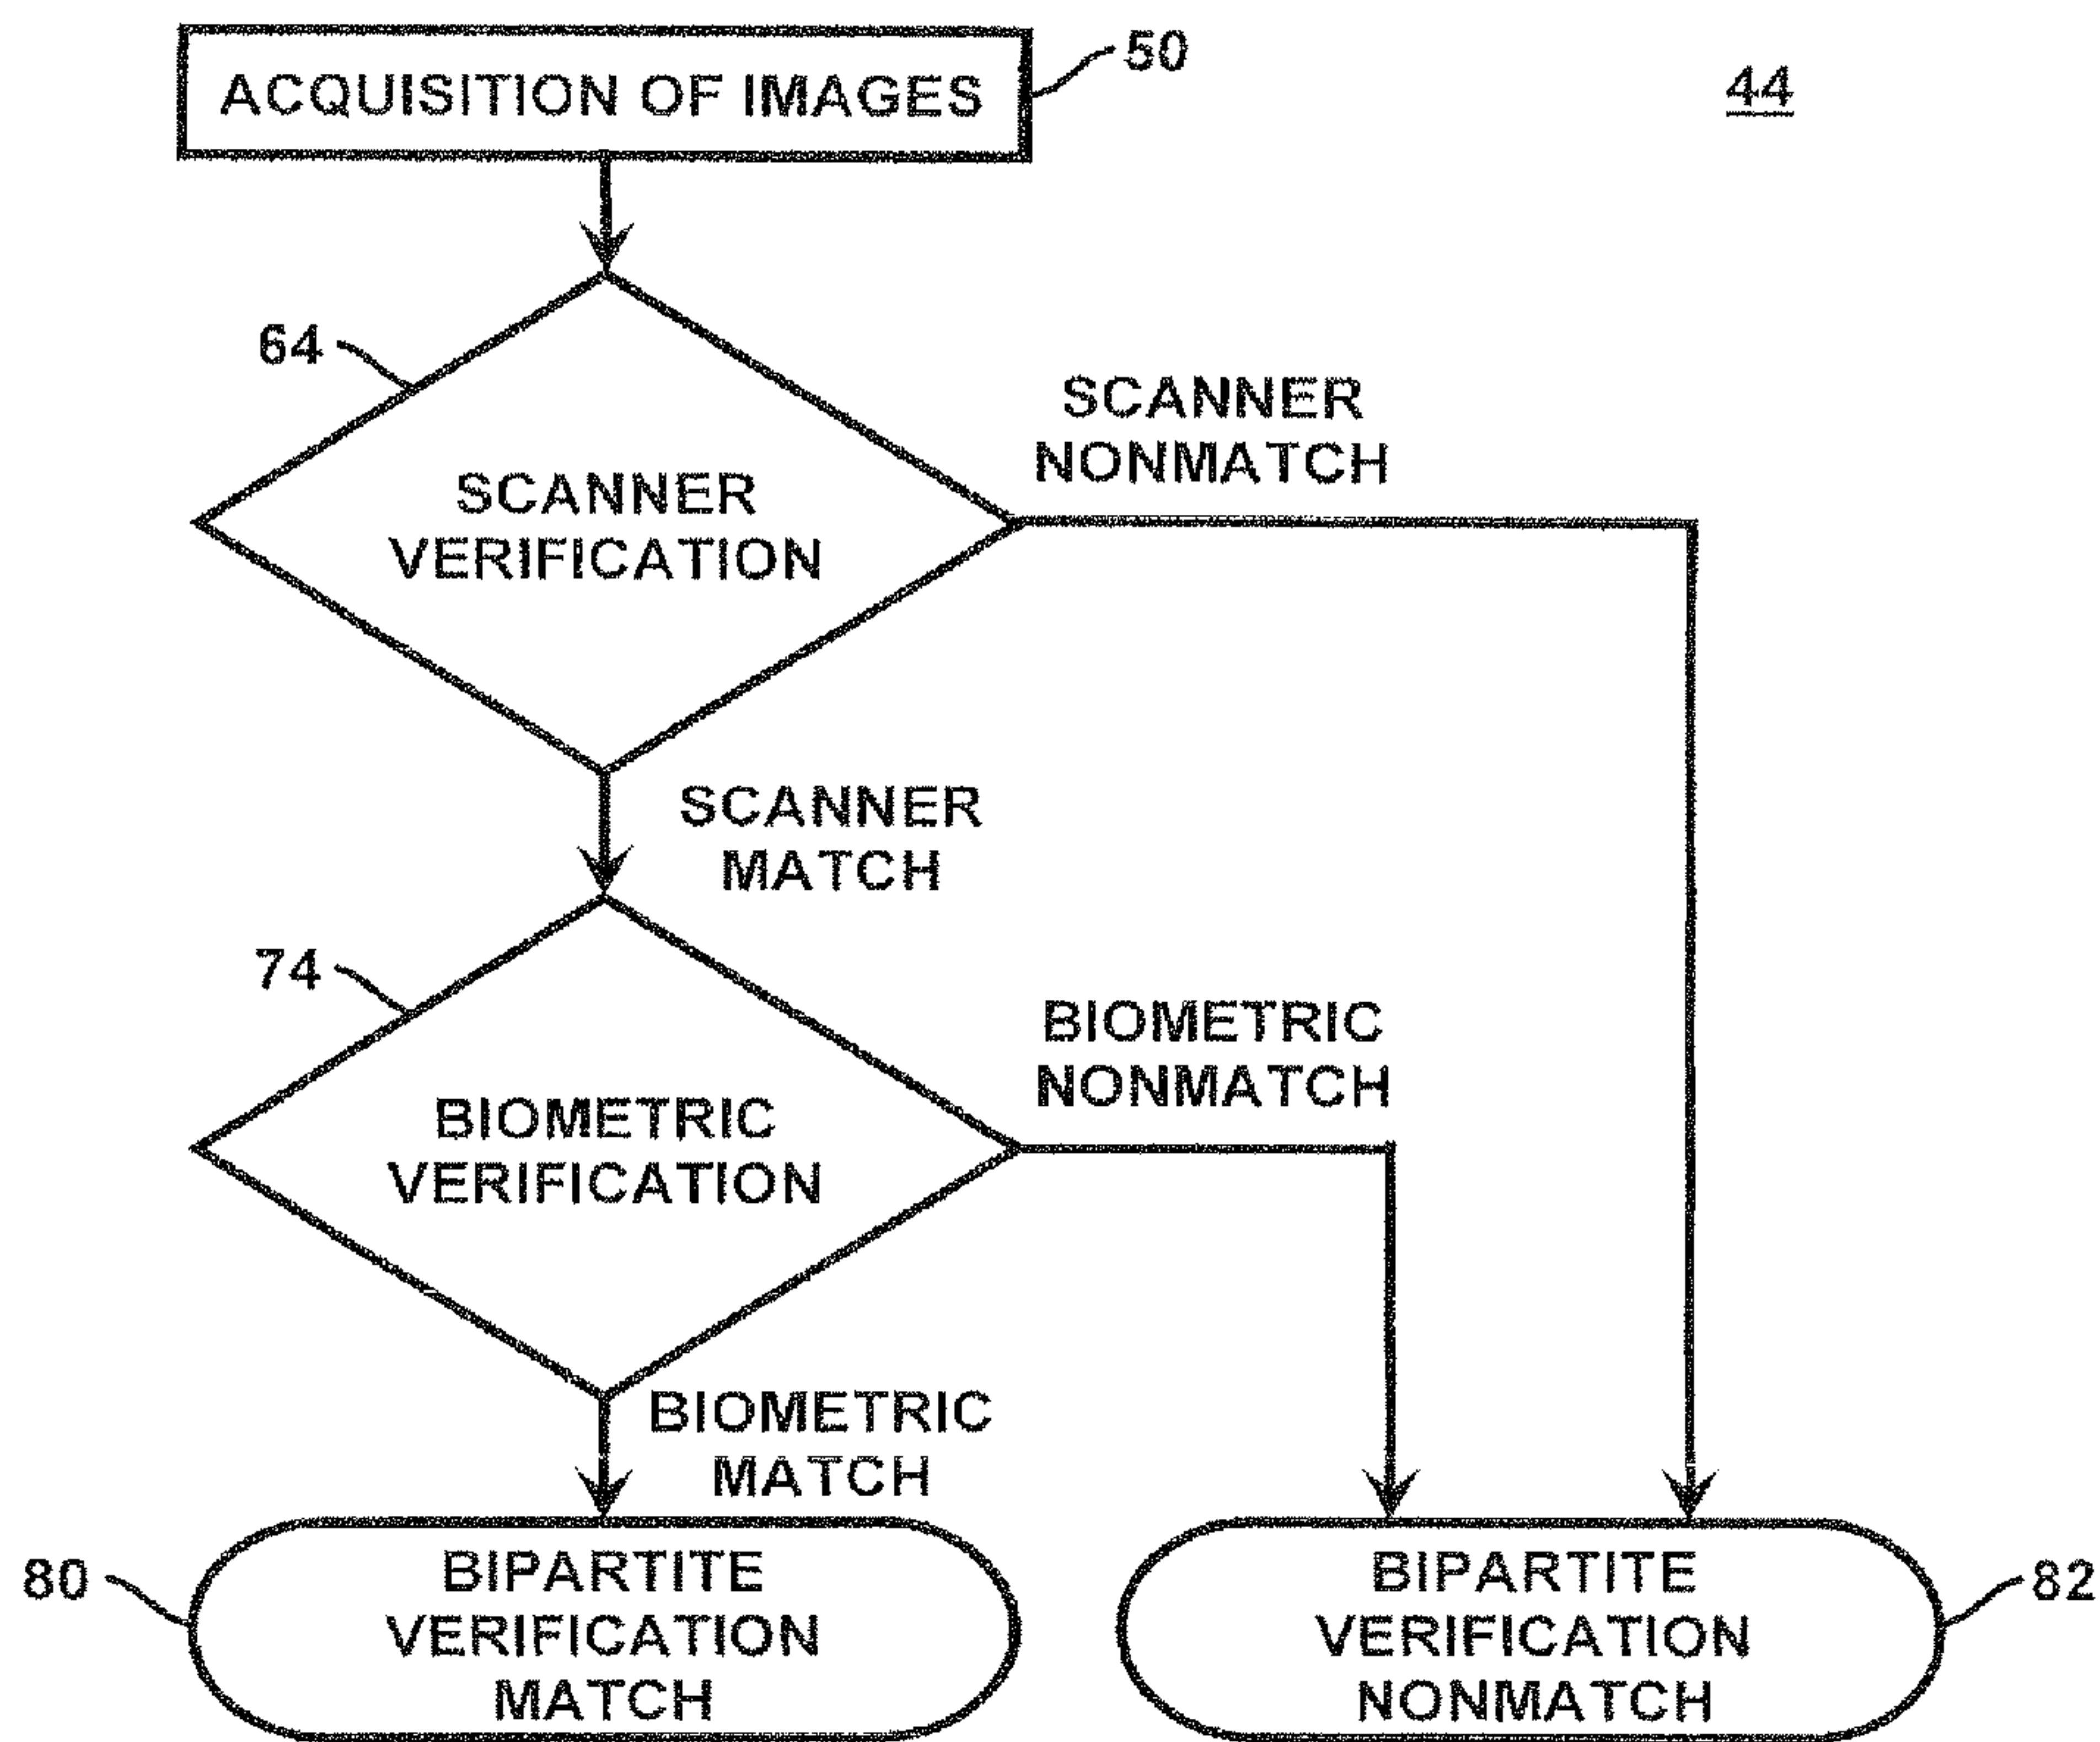 ACQUISITION OF IMAGES
50
44
64
SCANNER
VERIFICATION
SCANNER
NONMATCH
SCANNER
MATCH
74
BIOMETRIC
VERIFICATION
BIOMETRIC
NONMATCH
BIOMETRIC
MATCH
80
BIPARTITE
VERIFICATION
MATCH
BIPARTITE
VERIFICATION
NONMATCH
82